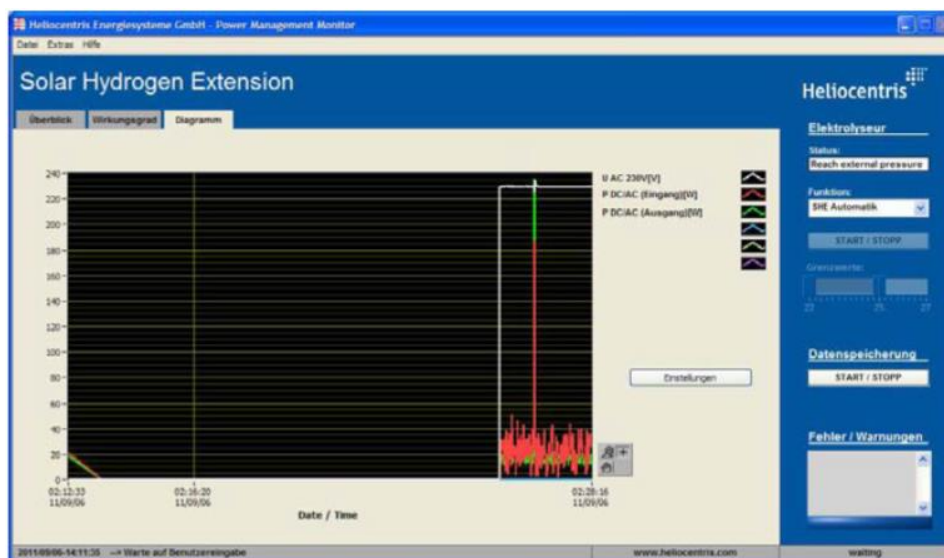 Heliocentris Energiesysteme GmbH - Power Management Monitor
Datei Extras Hilfe
Solar Hydrogen Extension
Heliocentris
Überblick Wirkungsgrad Diagramm
240
220
200
180
160
140
120
100
80
60
40
20
0
02:12:33
11/09/06
02:16:20
11/09/06
02:28:16
11/09/06
Date / Time
U AC 230V[V]
P DC/AC (Eingang)[W]
P DC/AC (Ausgang)[W]
Einstellungen
Elektrolyseur
Status:
Reach external pressure
Funktion:
SHE Automatik
START / STOPP
Grenzwerte:
22 25 27
Datenspeicherung
START / STOPP
Fehler / Warnungen
2011/09/06-14:11:35 --> Warte auf Benutzereingabe
www.heliocentris.com
waiting